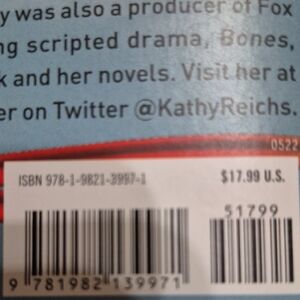 y was also a producer of Fox
ng scripted drama, Bones,
k and her novels. Visit her at
er on Twitter @KathyReichs.
0522
ISBN 978-1-9821-3997-1 $17.99 U.S.
51799
9 781982 139971